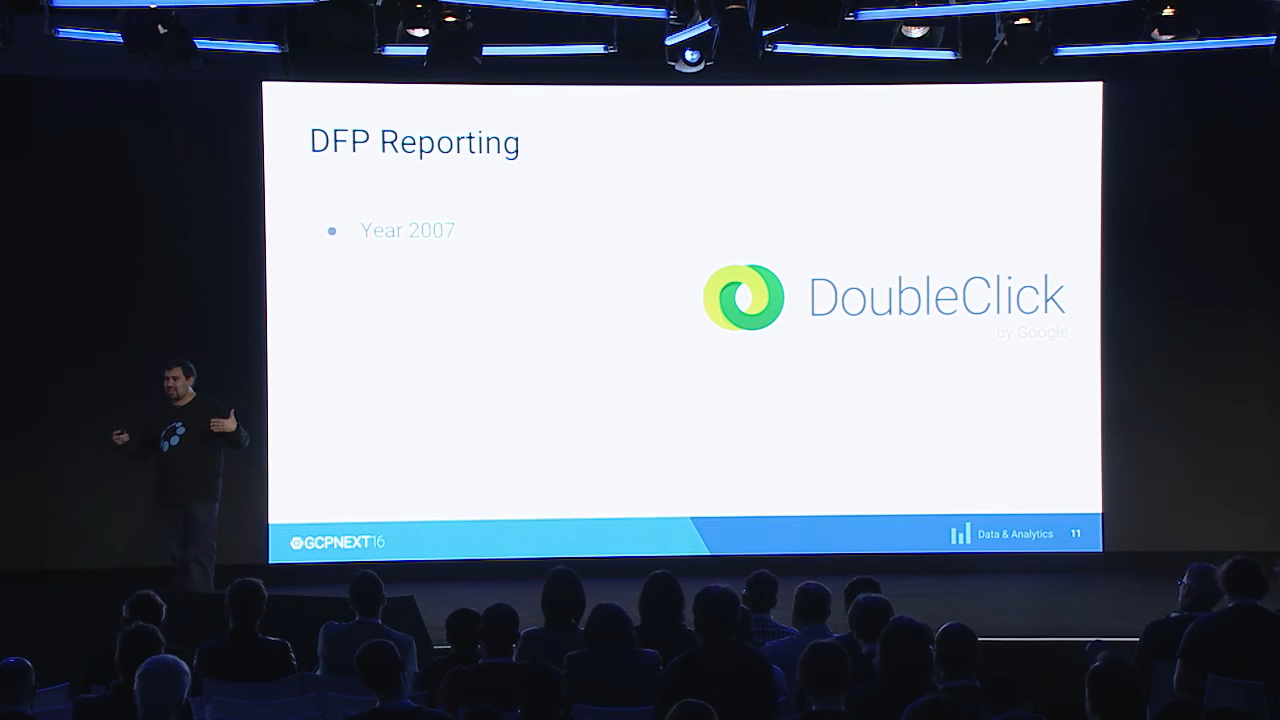 DFP Reporting
Year 2007
DoubleClick
by Google
GCPNEXT16
Data & Analytics 11